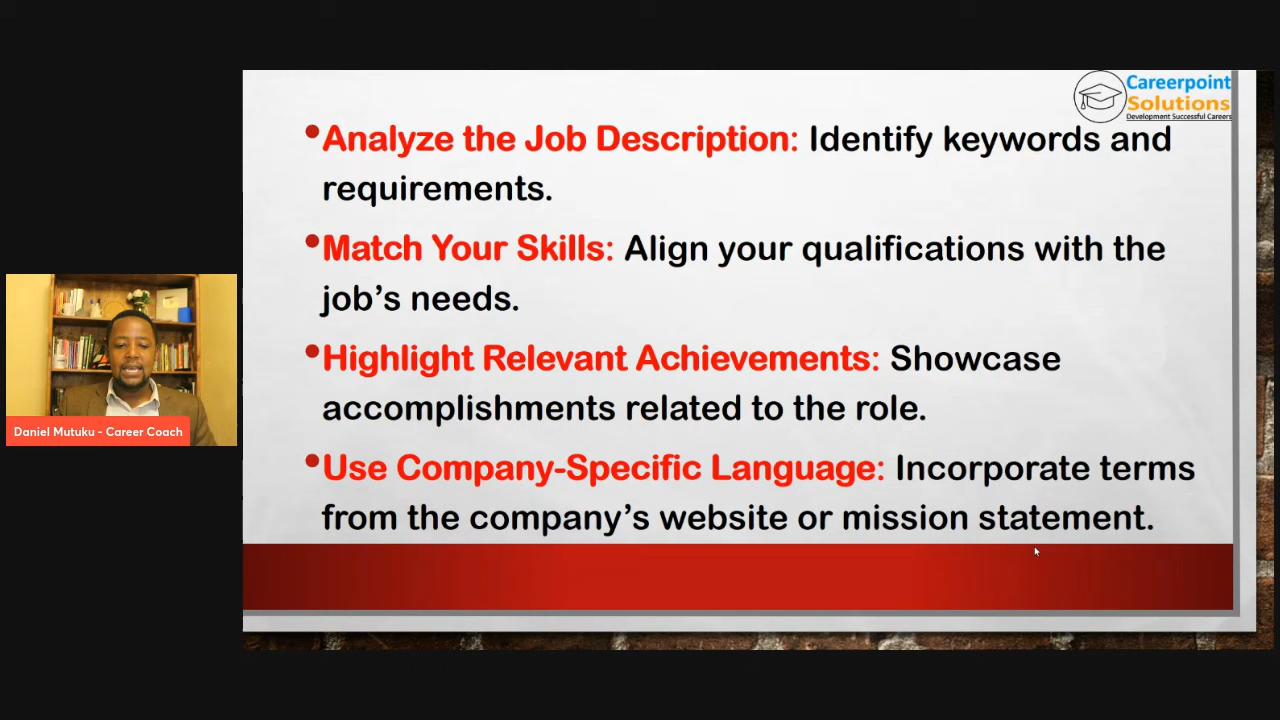 Careerpoint
Solutions
Development Successful Careers
•Analyze the Job Description: Identify keywords and
requirements.
•Match Your Skills: Align your qualifications with the
job’s needs.
•Highlight Relevant Achievements: Showcase
accomplishments related to the role.
•Use Company-Specific Language: Incorporate terms
from the company’s website or mission statement.
Daniel Mutuku - Career Coach